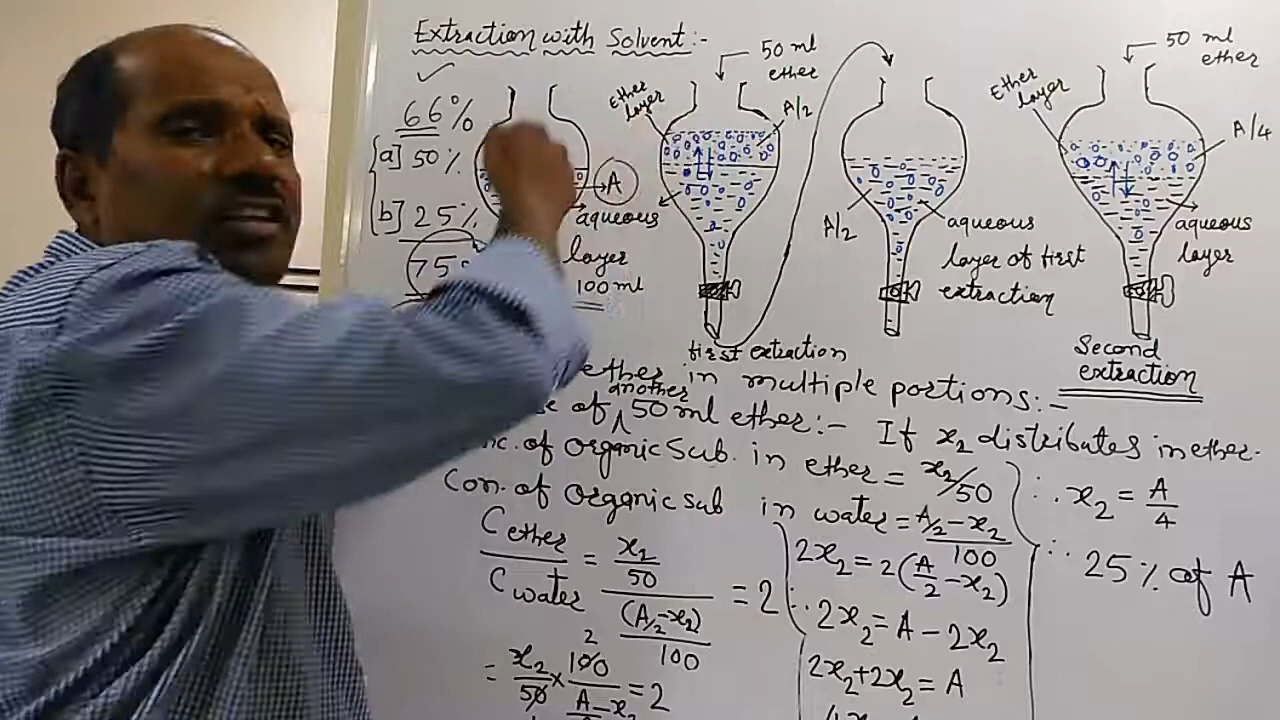 Extraction with Solvent:-
✓
66%
a] 50%
b] 25%
75
A
aqueous
layer
100 ml
50 ml
ether
Ether
layer
A/2
first extraction
A/2
aqueous
layer of first
extraction
50 ml
ether
Ether
layer
A/4
aqueous
layer
Second
extraction
ether in multiple portions:-
of another 50 ml ether:- If x₂ distributes in ether.
c. of organic sub. in ether = x₂/50
Con. of organic sub in water = A/2-x₂/100
C ether/C water = x₂/50/(A/2-x₂)/100 = 2
= x₂/50 × 100/A/2-x₂ = 2
2
2x₂ = 2(A/2-x₂)
∴ 2x₂ = A - 2x₂
2x₂+2x₂ = A
∴ x₂ = A/4
∴ 25% of A